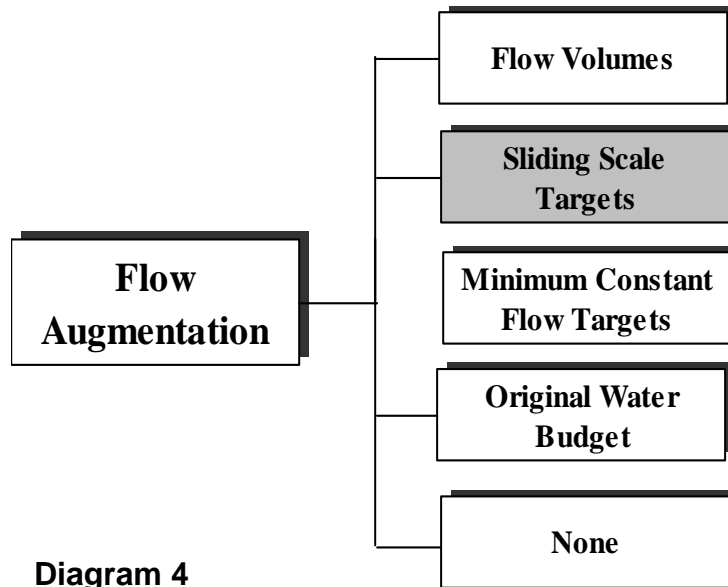 Flow Volumes
Sliding Scale
Targets
Flow
Augmentation
Minimum Constant
Flow Targets
Original Water
Budget
None
Diagram 4